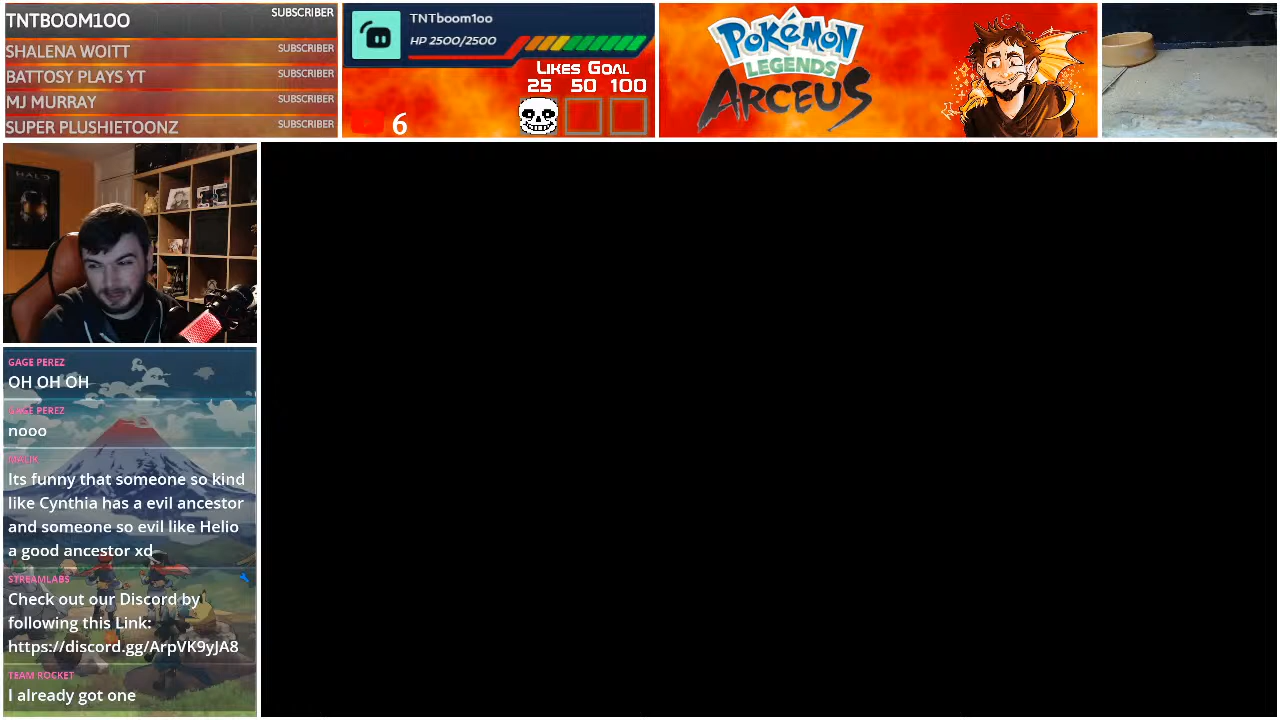 TNTBOOM1OO
SUBSCRIBER
SHALENA WOITT
SUBSCRIBER
BATTOSY PLAYS YT
SUBSCRIBER
MJ MURRAY
SUBSCRIBER
SUPER PLUSHIETOONZ
SUBSCRIBER
TNTboom1oo
HP 2500/2500
LIKES GOAL
25 50 100
6
POKéMON
LEGENDS
ARCEUS
HALO
GAGE PEREZ
OH OH OH
GAGE PEREZ
nooo
MALIK
Its funny that someone so kind
like Cynthia has a evil ancestor
and someone so evil like Helio
a good ancestor xd
STREAMLABS
Check out our Discord by
following this Link:
https://discord.gg/ArpVK9yJA8
TEAM ROCKET
I already got one